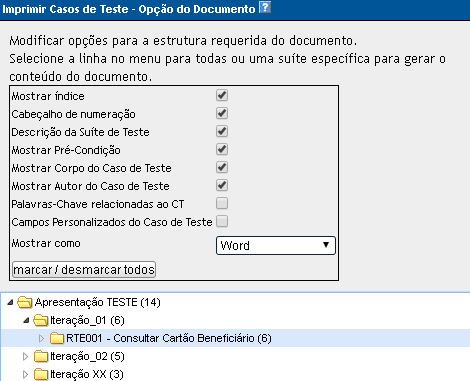 Imprimir Casos de Teste - Opção do Documento ?
Modificar opções para a estrutura requerida do documento.
Selecione a linha no menu para todas ou uma suíte específica para gerar o
conteúdo do documento.
Mostrar índice
Cabeçalho de numeração
Descrição da Suíte de Teste
Mostrar Pré-Condição
Mostrar Corpo do Caso de Teste
Mostrar Autor do Caso de Teste
Palavras-Chave relacionadas ao CT
Campos Personalizados do Caso de Teste
Mostrar como Word
marcar / desmarcar todos
Apresentação TESTE (14)
Iteração_01 (6)
RTE001 - Consultar Cartão Beneficiário (6)
Iteração_02 (5)
Iteração XX (3)